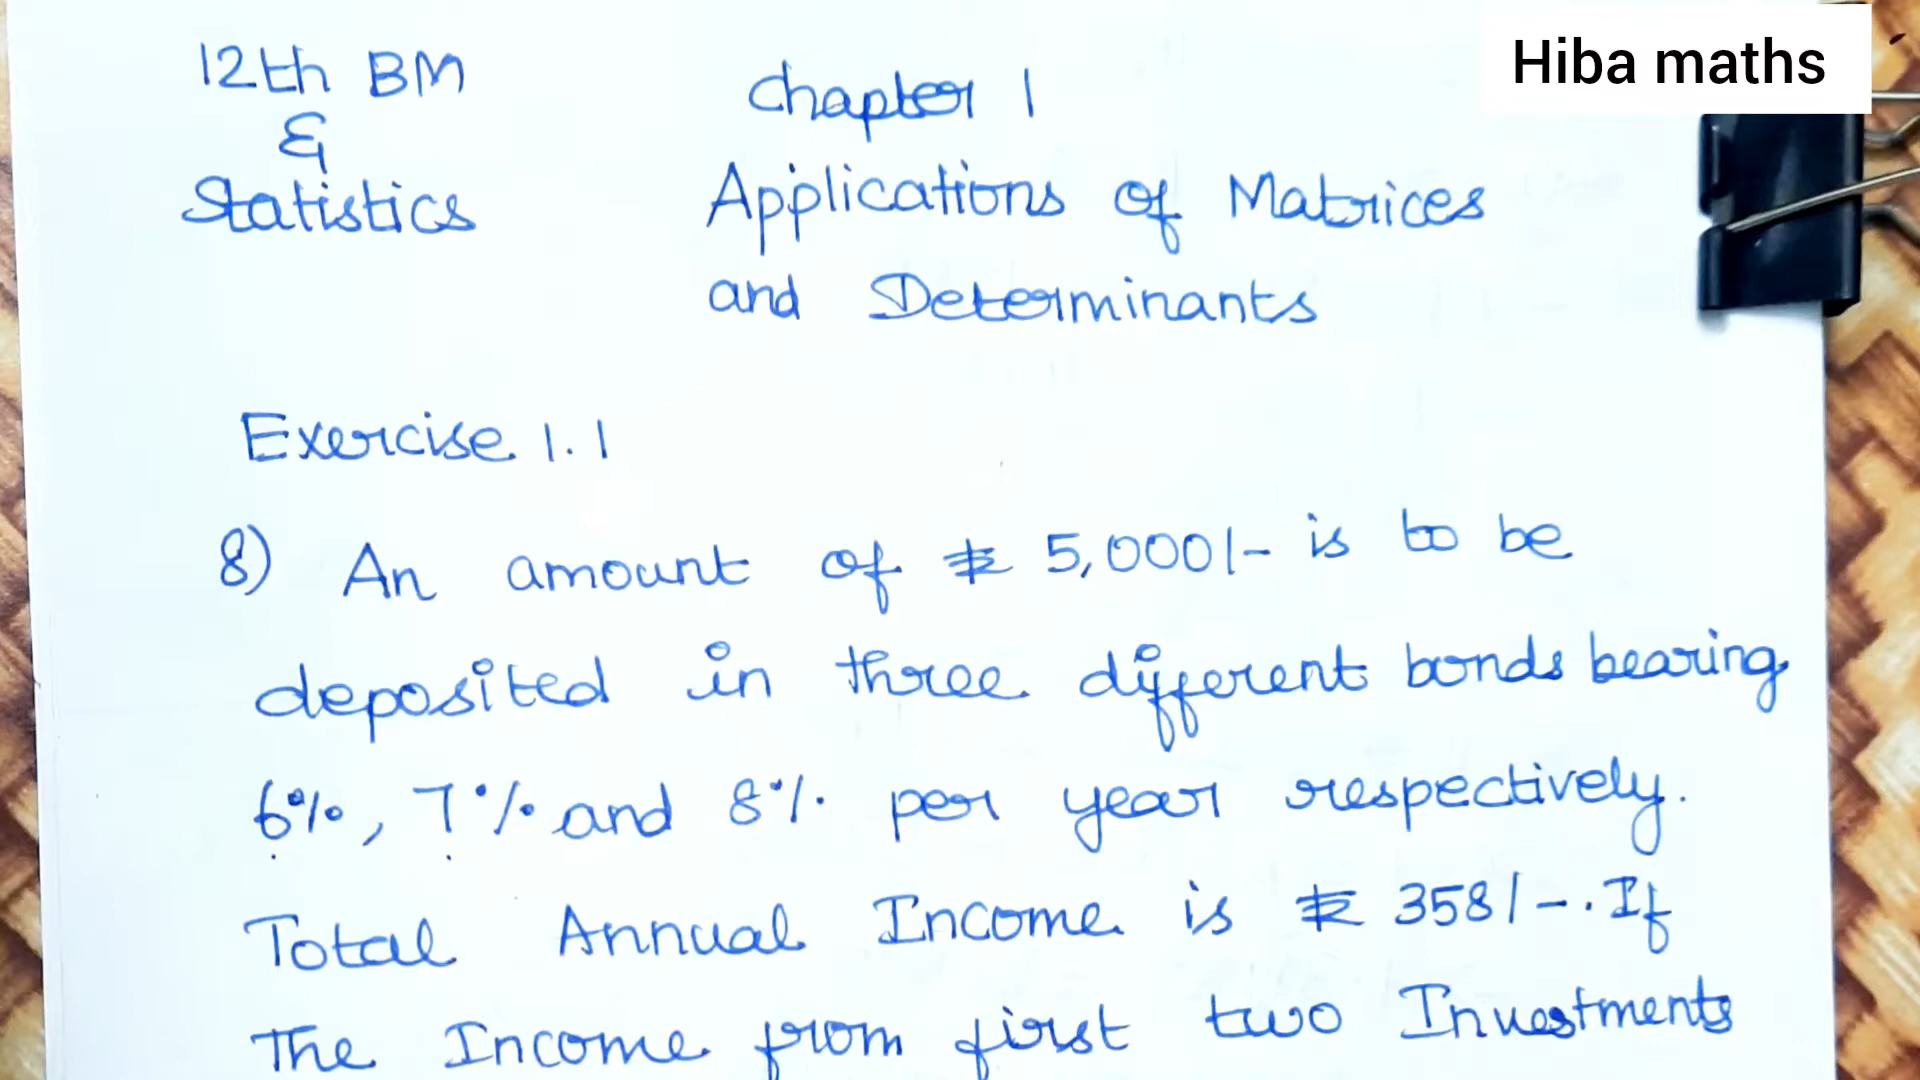 Hiba maths
12th BM
&
Statistics
Chapter 1
Applications of Matrices
and Determinants
Exercise 1.1
8) An amount of ₹ 5,000/- is to be
deposited in three different bonds bearing
6%, 7% and 8% per year respectively.
Total Annual Income is ₹ 358/-. If
The Income from first two Investments